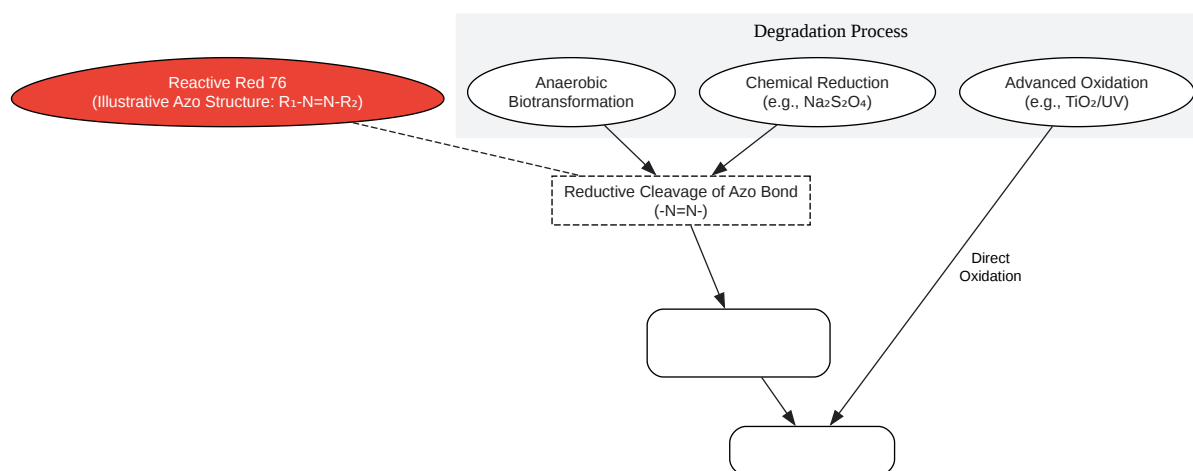 Degradation Process
Reactive Red 76
(Illustrative Azo Structure: R₁-N=N-R₂)
Anaerobic
Biotransformation
Chemical Reduction
(e.g., Na₂S₂O₄)
Advanced Oxidation
(e.g., TiO₂/UV)
Reductive Cleavage of Azo Bond
(-N=N-)
Direct
Oxidation